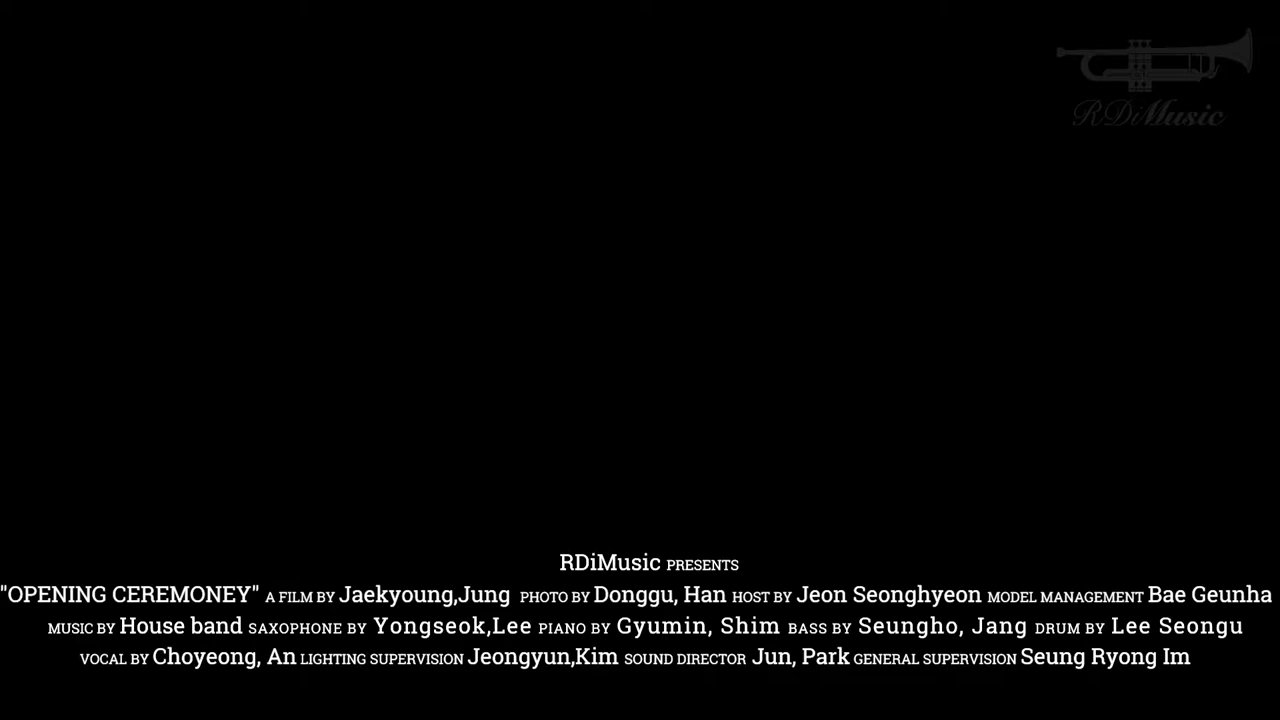 RDiMusic
RDiMusic PRESENTS
"OPENING CEREMONEY" A FILM BY Jaekyoung,Jung PHOTO BY Donggu, Han HOST BY Jeon Seonghyeon MODEL MANAGEMENT Bae Geunha
MUSIC BY House band SAXOPHONE BY Yongseok,Lee PIANO BY Gyumin, Shim BASS BY Seungho, Jang DRUM BY Lee Seongu
VOCAL BY Choyeong, An LIGHTING SUPERVISION Jeongyun,Kim SOUND DIRECTOR Jun, Park GENERAL SUPERVISION Seung Ryong Im